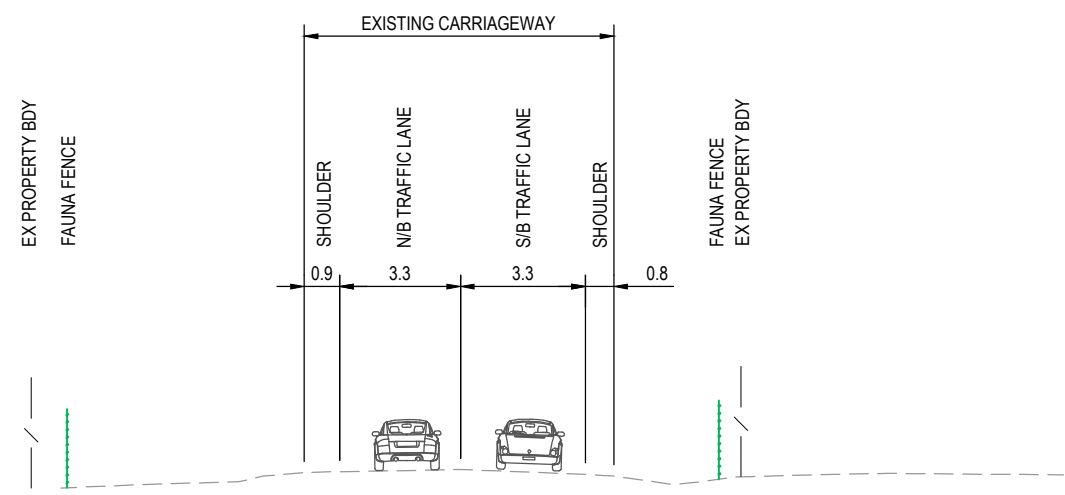 EXISTING CARRIAGEWAY
EX PROPERTY BDY
FAUNA FENCE
SHOULDER
N/B TRAFFIC LANE
S/B TRAFFIC LANE
SHOULDER
FAUNA FENCE
EX PROPERTY BDY
0.9 3.3 3.3 0.8